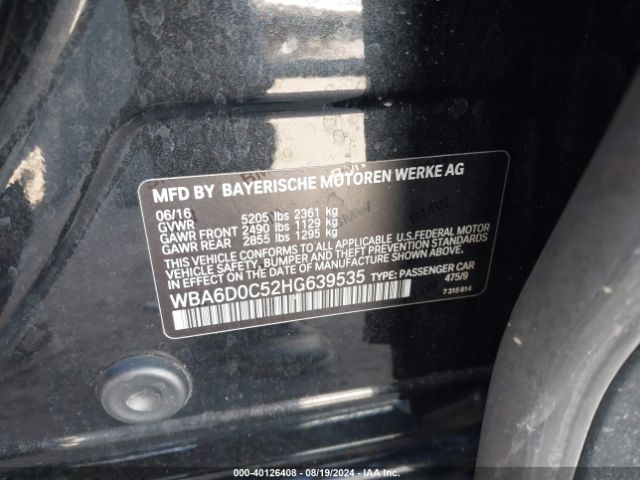 MFD BY BAYERISCHE MOTOREN WERKE AG
06/16
GVWR 5205 lbs 2361 kg
GAWR FRONT 2490 lbs 1129 kg
GAWR REAR 2855 lbs 1295 kg
THIS VEHICLE CONFORMS TO ALL APPLICABLE U.S.FEDERAL MOTOR
VEHICLE SAFETY, BUMPER AND THEFT PREVENTION STANDARDS
IN EFFECT ON THE DATE OF MANUFACTURE SHOWN ABOVE.
WBA6D0C52HG639535 TYPE: PASSENGER CAR
475/9
7 315 814
000-40126408 - 08/19/2024 - IAA Inc.